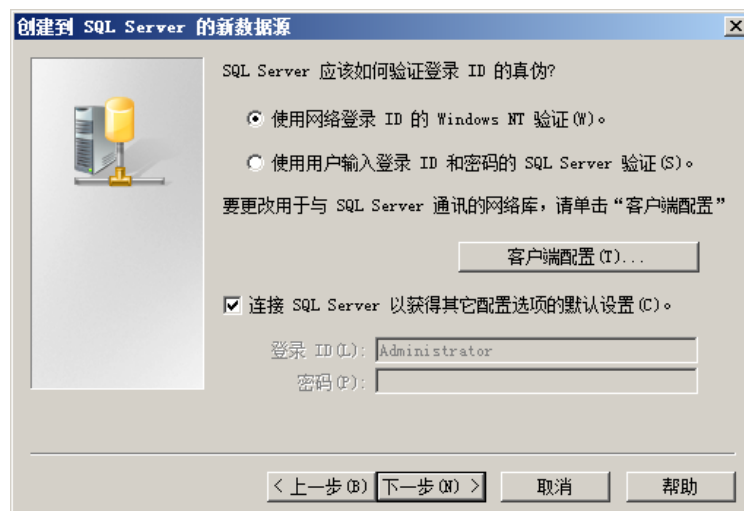 创建到 SQL Server 的新数据源
SQL Server 应该如何验证登录 ID 的真伪?
使用网络登录 ID 的 Windows NT 验证(W)。
使用用户输入登录 ID 和密码的 SQL Server 验证(S)。
要更改用于与 SQL Server 通讯的网络库，请单击“客户端配置”
客户端配置(T)...
连接 SQL Server 以获得其它配置选项的默认设置(C)。
登录 ID(L): Administrator
密码(P):
< 上一步(B) 下一步(N) > 取消 帮助